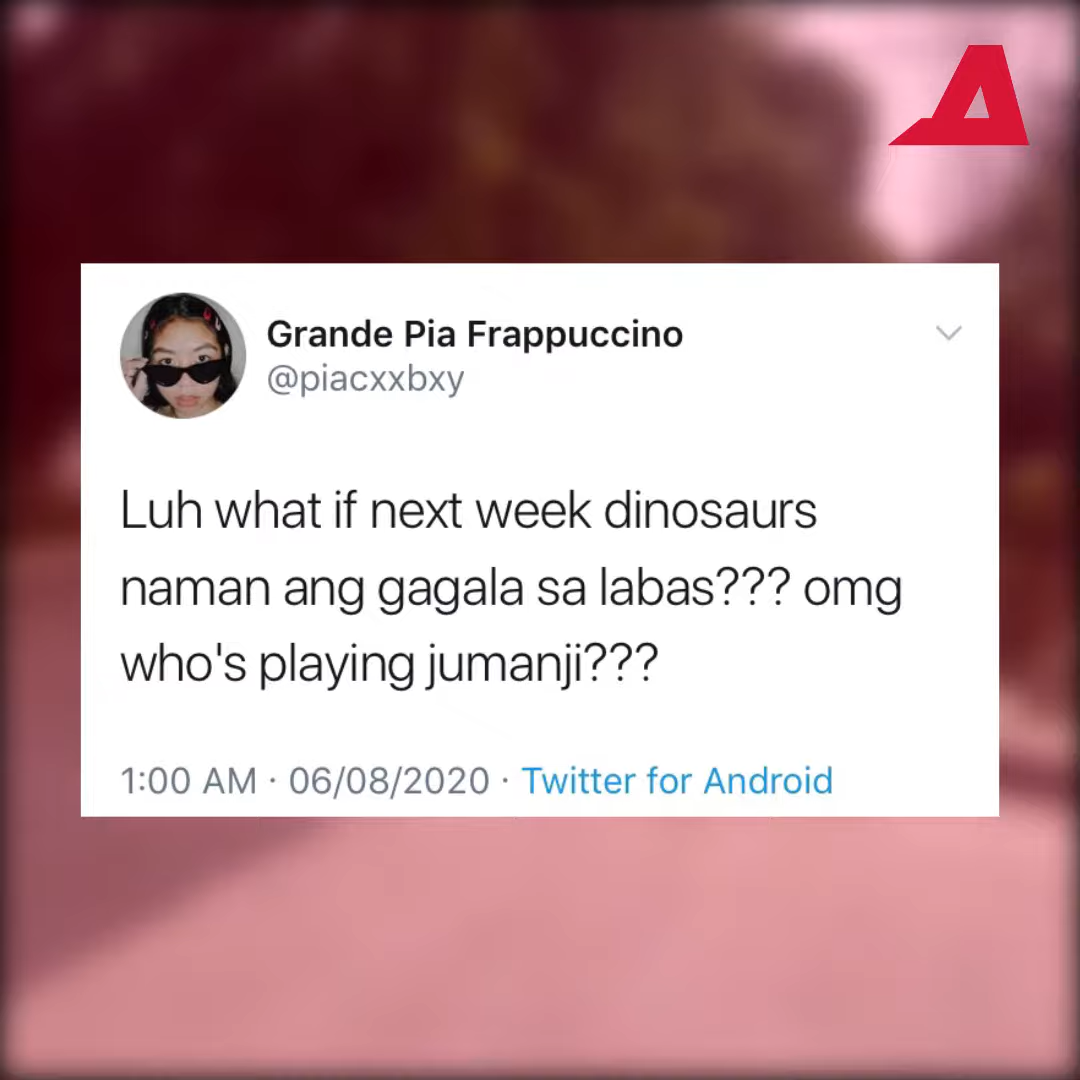 Grande Pia Frappuccino
@piacxxbxy
Luh what if next week dinosaurs
naman ang gagala sa labas??? omg
who's playing jumanji???
1:00 AM · 06/08/2020 · Twitter for Android